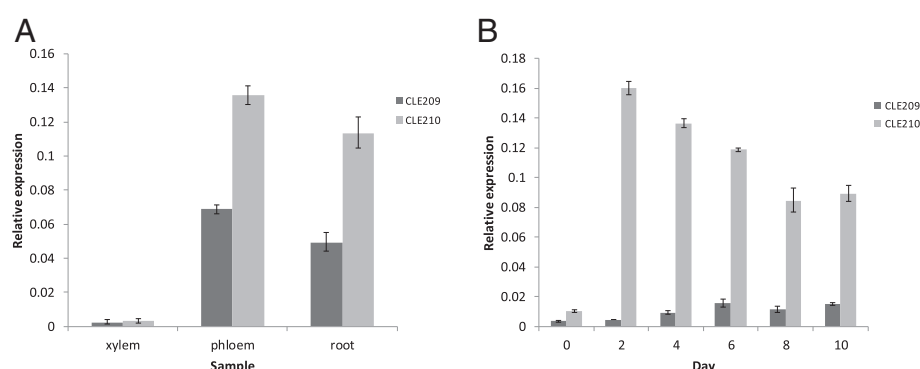 A
0.16
0.14
0.12
0.1
0.08
0.06
0.04
0.02
0
Relative expression
xylem phloem root
Sample
CLE209
CLE210
B
0.18
0.16
0.14
0.12
0.1
0.08
0.06
0.04
0.02
0
Relative expression
0 2 4 6 8 10
Day
CLE209
CLE210